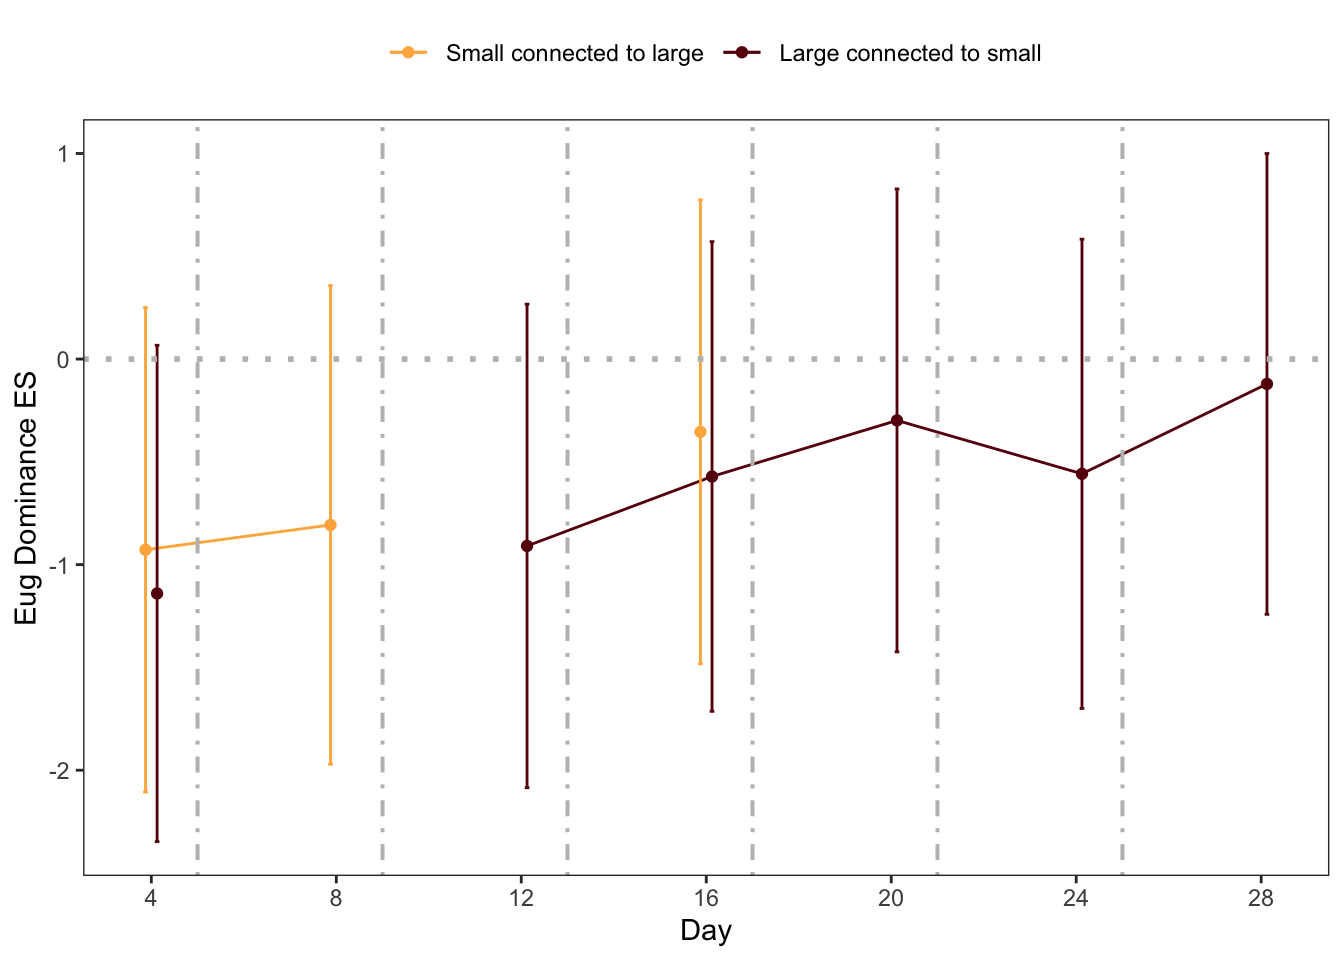 Small connected to large Large connected to small
1
0
-1
-2
Eug Dominance ES
4 8 12 16 20 24 28
Day